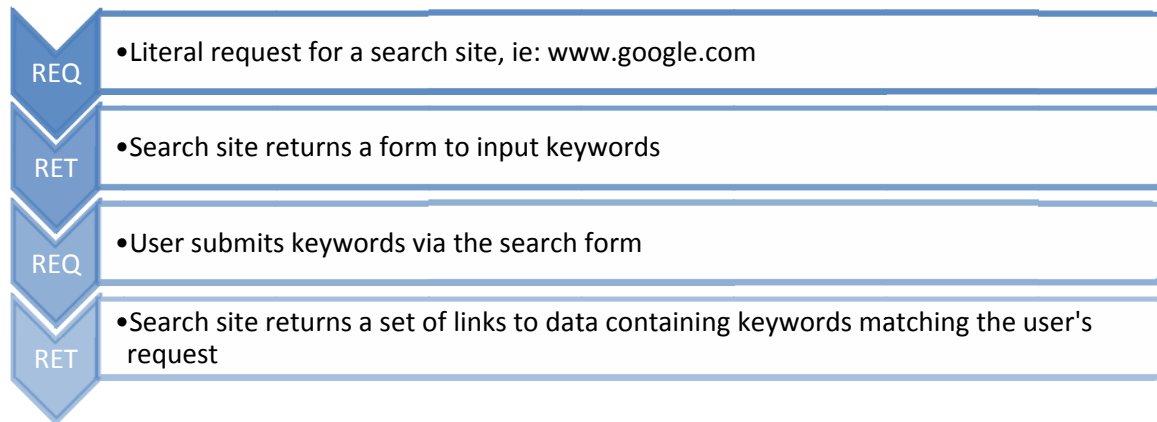 REQ
•Literal request for a search site, ie: www.google.com
RET
•Search site returns a form to input keywords
REQ
•User submits keywords via the search form
RET
•Search site returns a set of links to data containing keywords matching the user's
request